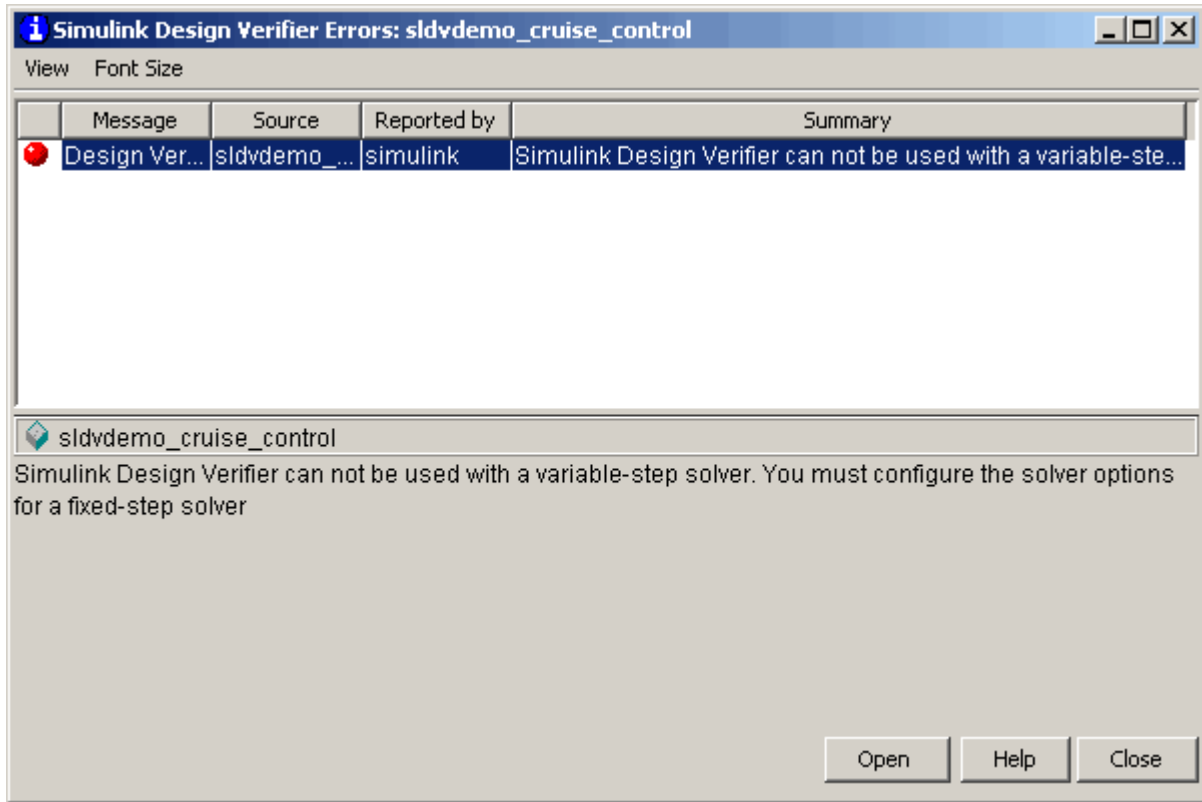 Simulink Design Verifier Errors: sldvdemo_cruise_control
View Font Size
Message Source Reported by Summary
Design Ver... sldvdemo_... simulink Simulink Design Verifier can not be used with a variable-ste...
sldvdemo_cruise_control
Simulink Design Verifier can not be used with a variable-step solver. You must configure the solver options
for a fixed-step solver
Open Help Close